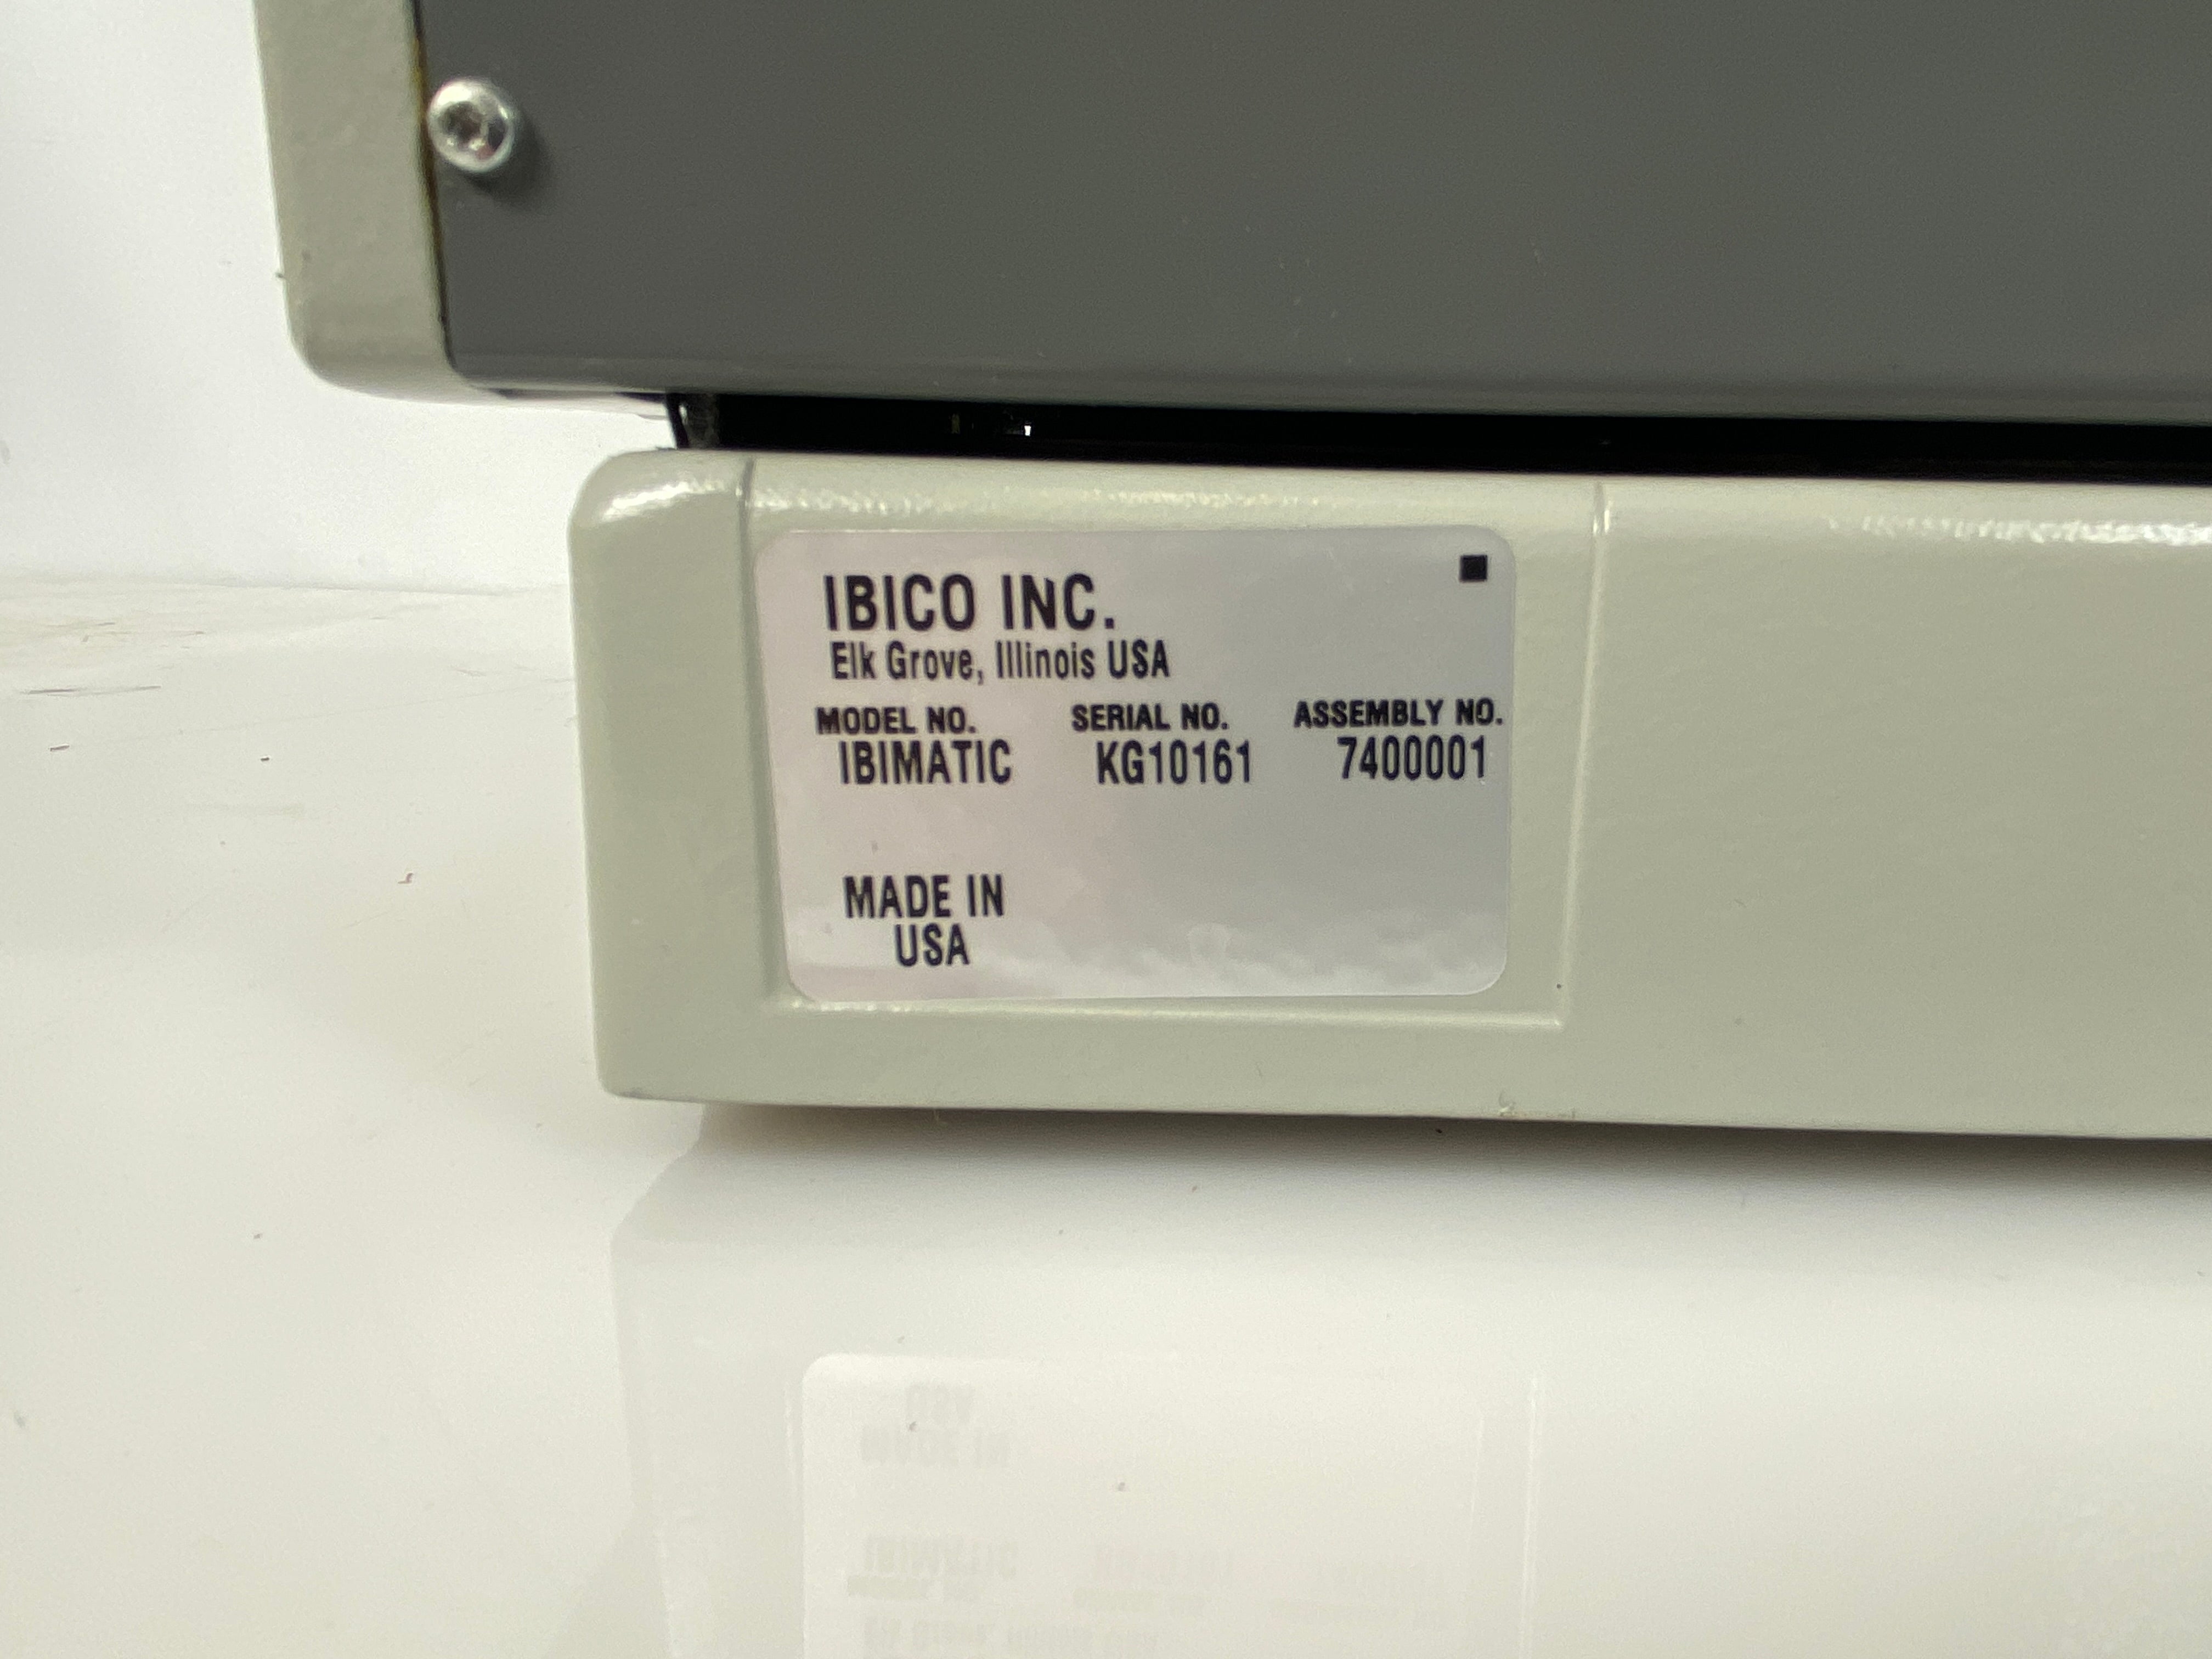 IBICO INC.
Elk Grove, Illinois USA
MODEL NO. SERIAL NO. ASSEMBLY NO.
IBIMATIC KG10161 7400001
MADE IN
USA